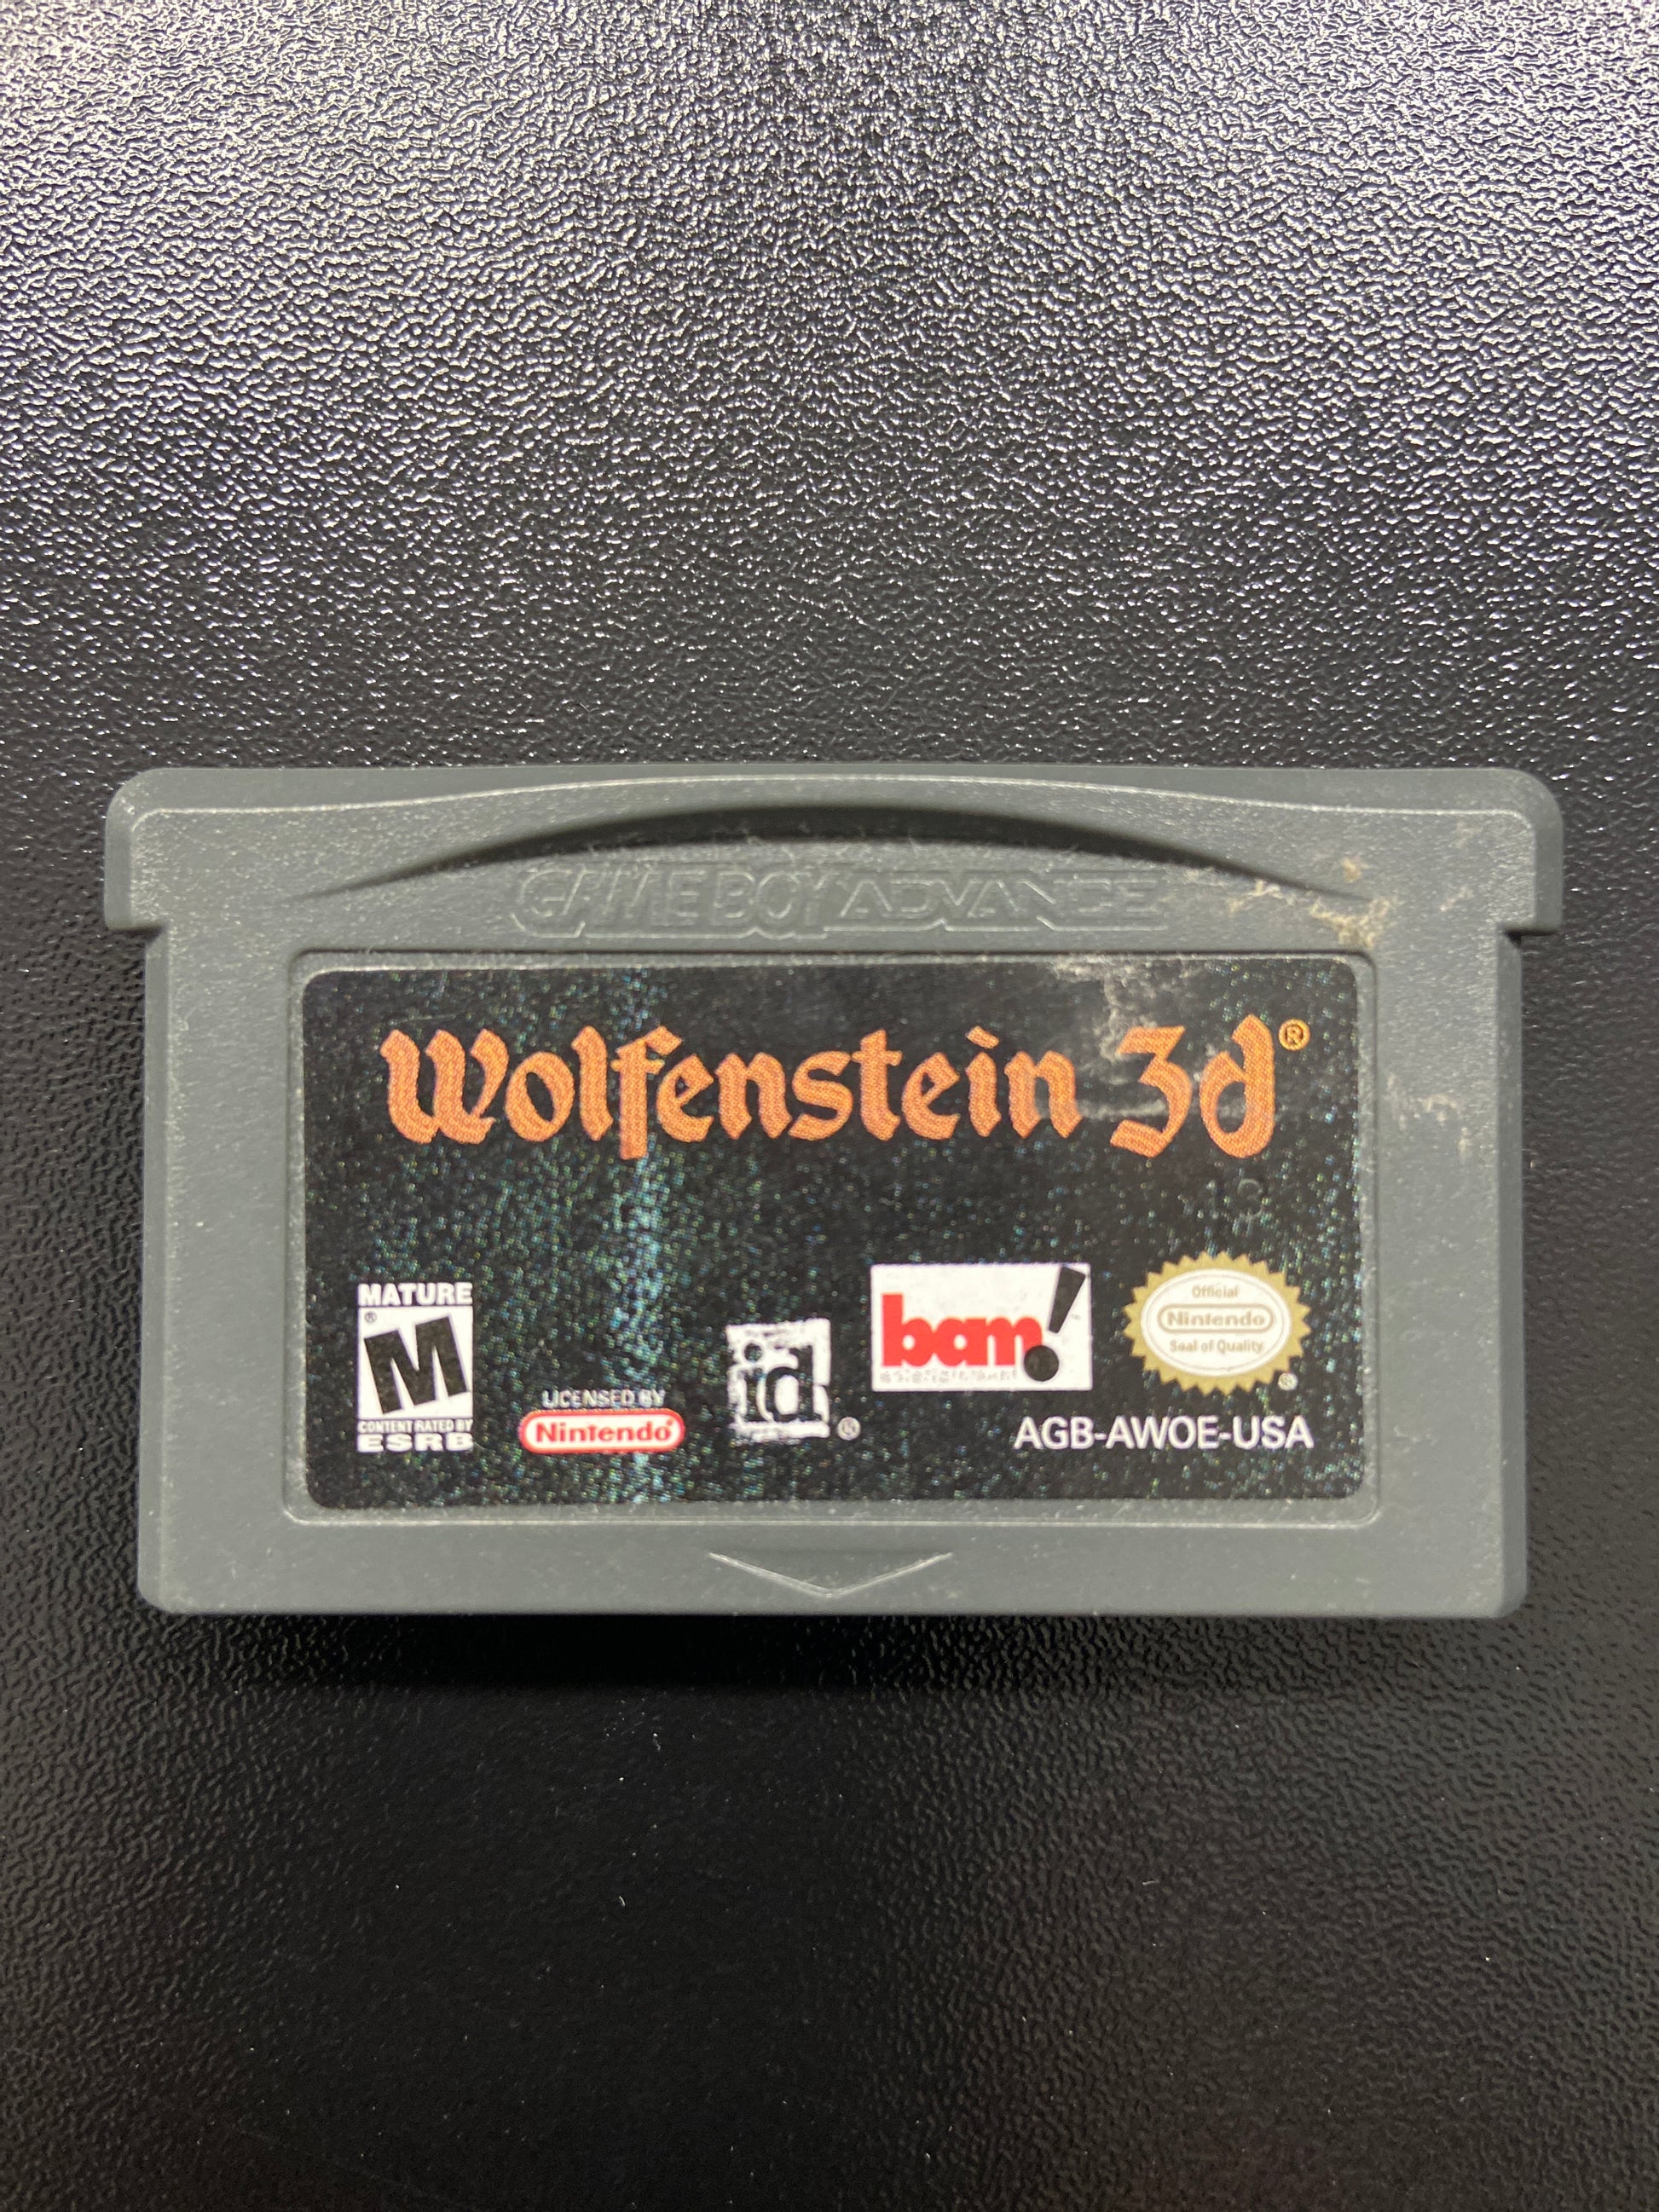 GAME BOY ADVANCE
Wolfenstein 3d®
MATURE
®
M
CONTENT RATED BY
ESRB
LICENSED BY
Nintendo®
id
®
bam!
entertainment
Official
Nintendo
Seal of Quality
®
AGB-AWOE-USA